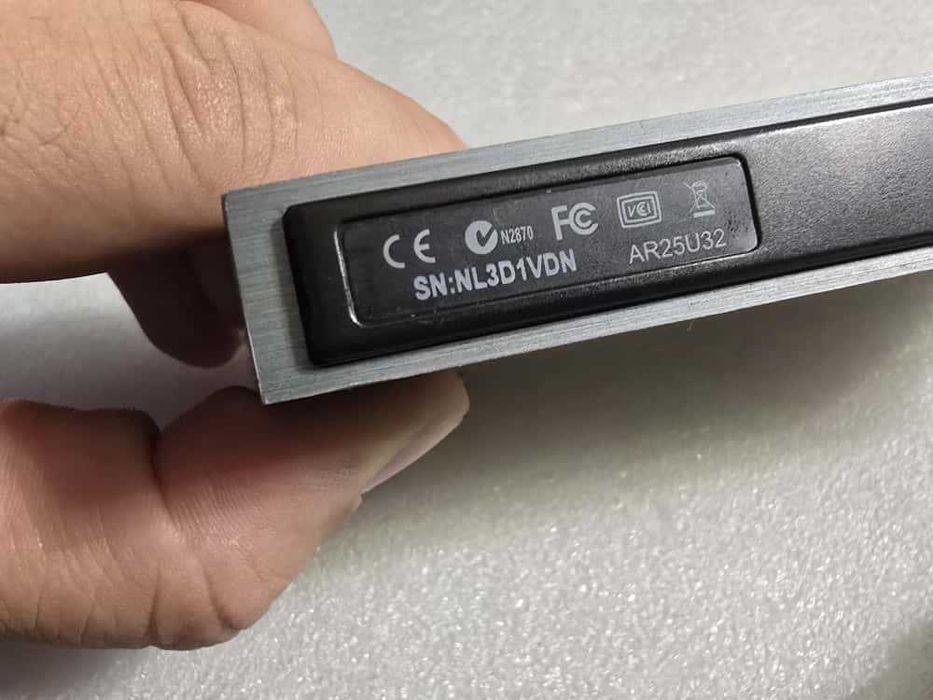 CE N2870 FC VCI
SN:NL3D1VDN AR25U32